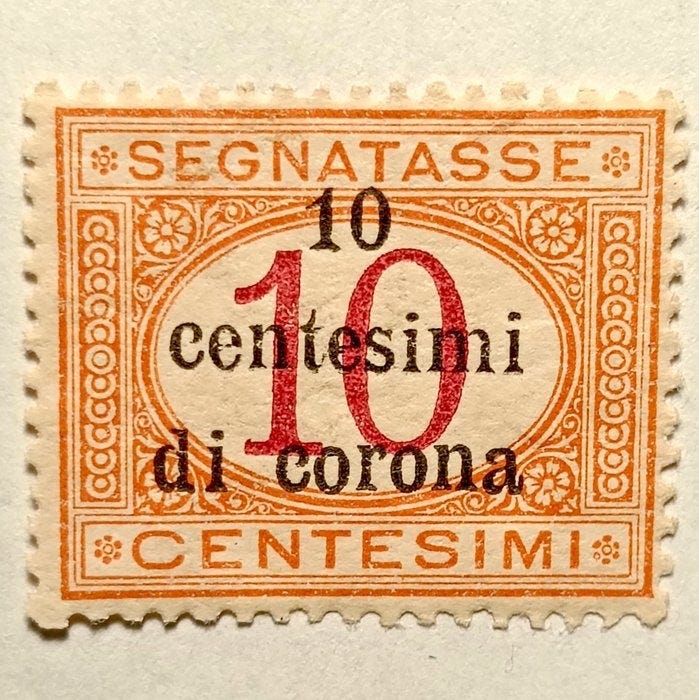 SEGNATASSE
10
10
centesimi
di corona
CENTESIMI